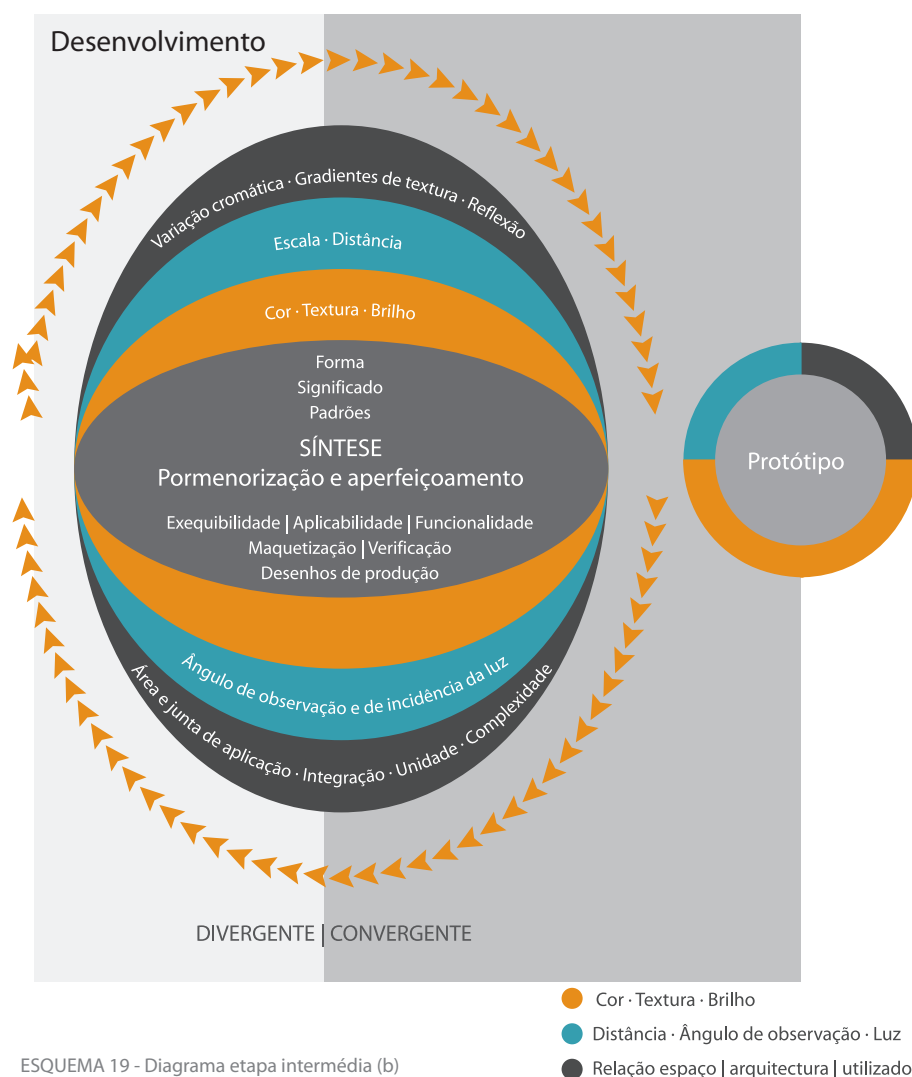 Desenvolvimento
Variação cromática · Gradientes de textura · Reflexão
Escala · Distância
Cor · Textura · Brilho
Forma
Significado
Padrões
SÍNTESE
Pormenorização e aperfeiçoamento
Exequibilidade | Aplicabilidade | Funcionalidade
Maquetização | Verificação
Desenhos de produção
Ângulo de observação e de incidência da luz
Área e junta de aplicação · Integração · Unidade · Complexidade
Protótipo
DIVERGENTE | CONVERGENTE
Cor · Textura · Brilho
Distância · Ângulo de observação · Luz
Relação espaço | arquitectura | utilizado
ESQUEMA 19 - Diagrama etapa intermédia (b)